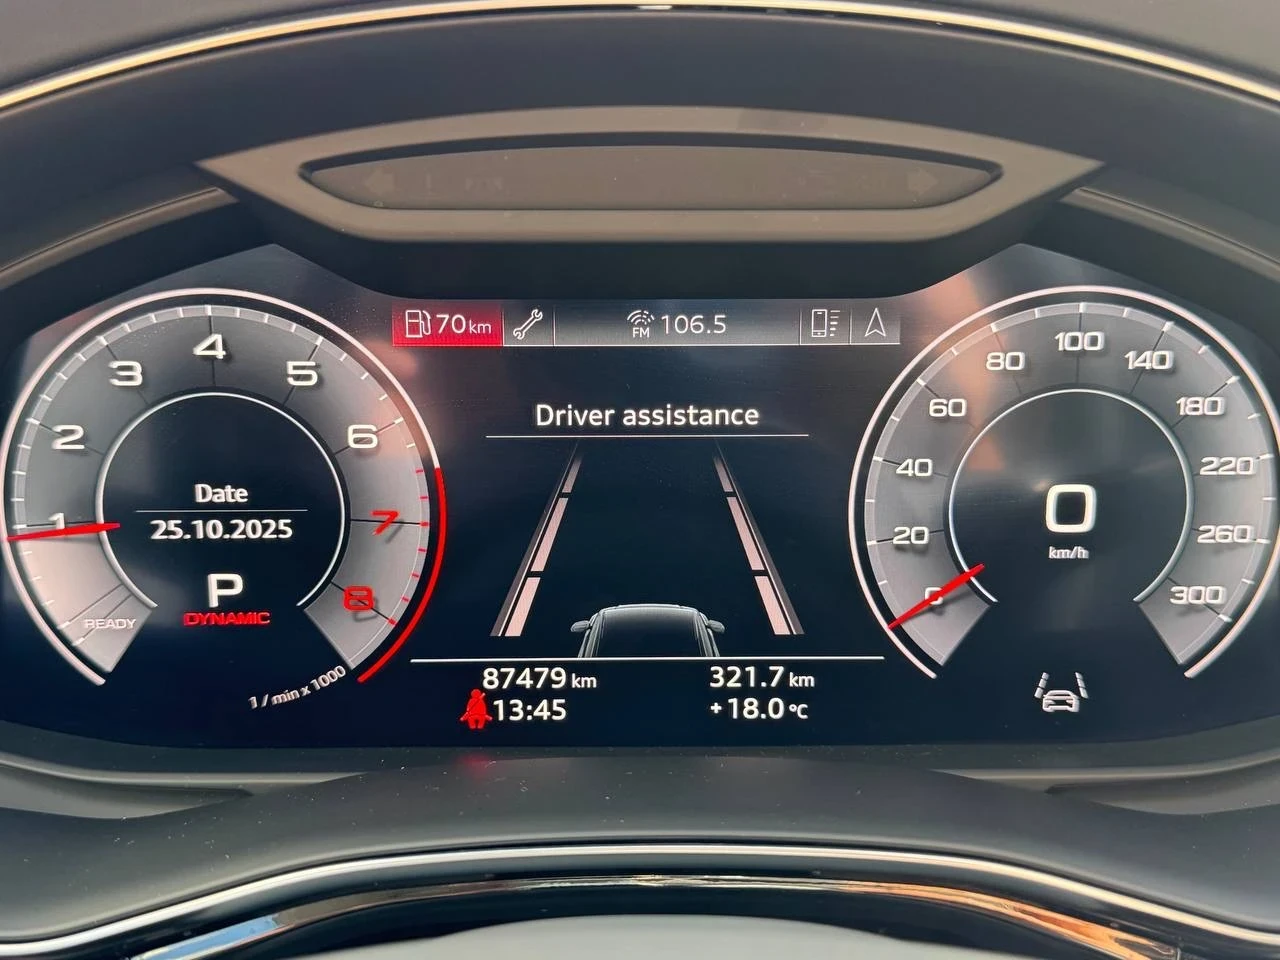 70 km
FM 106.5
Driver assistance
1
2
3
4
5
6
7
8
READY
1 / min x 1000
Date
25.10.2025
P
DYNAMIC
0
20
40
60
80
100
140
180
220
260
300
0
km/h
87479 km
321.7 km
13:45
+18.0 °C